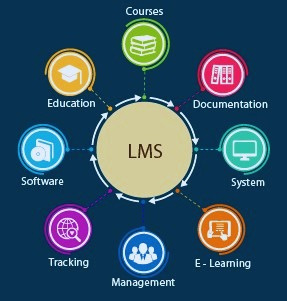 Courses
Education
Documentation
LMS
Software
System
Tracking
E - Learning
Management